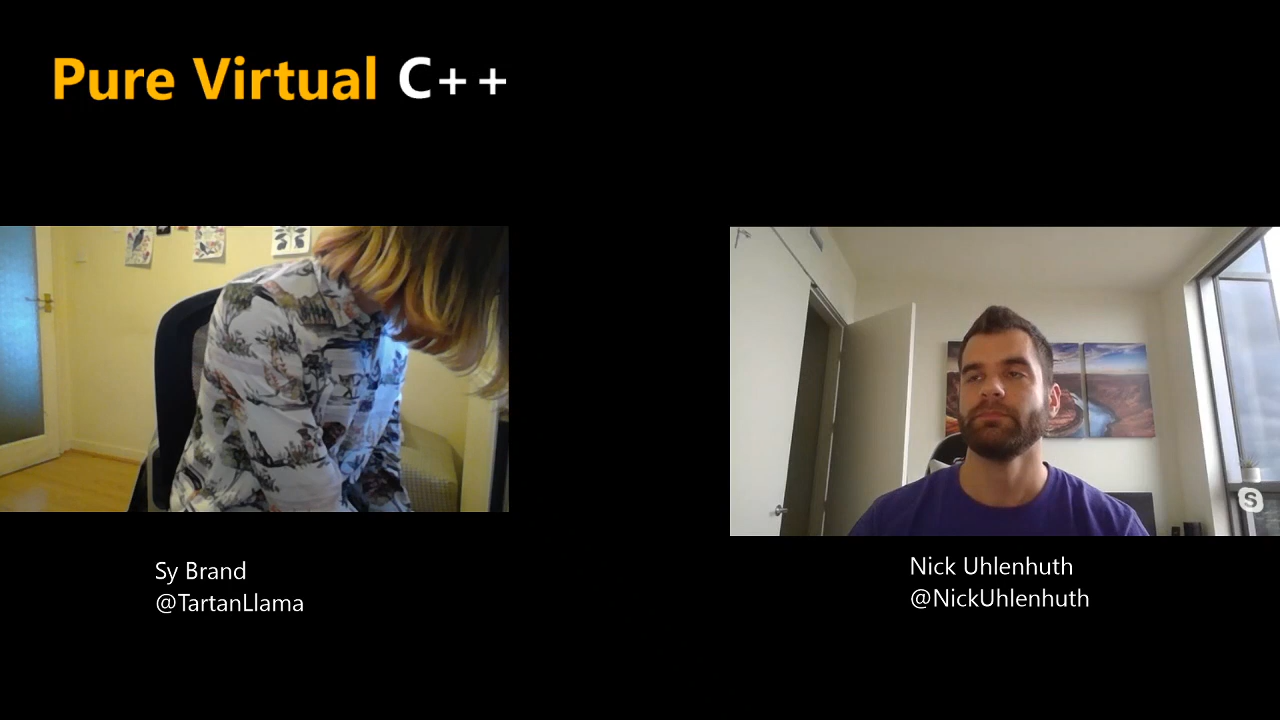 Pure Virtual C++
Sy Brand
@TartanLlama
Nick Uhlenhuth
@NickUhlenhuth